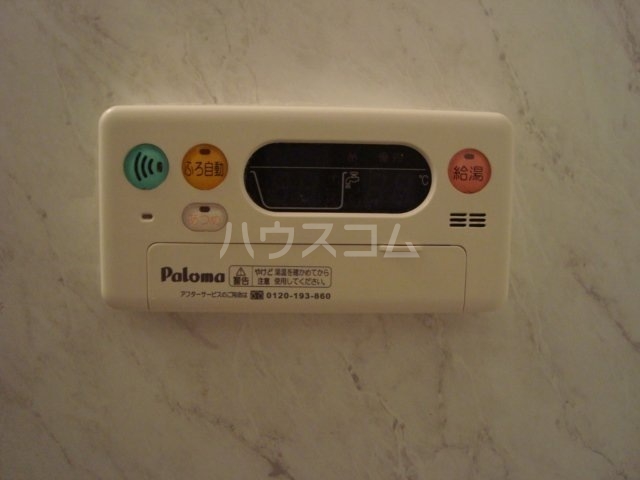 ふろ自動
給湯
℃
ハウスコム
Paloma
警告
やけど 湯温を確かめてから
注意 使用してください。
アフターサービスのご用命は 0120-193-860